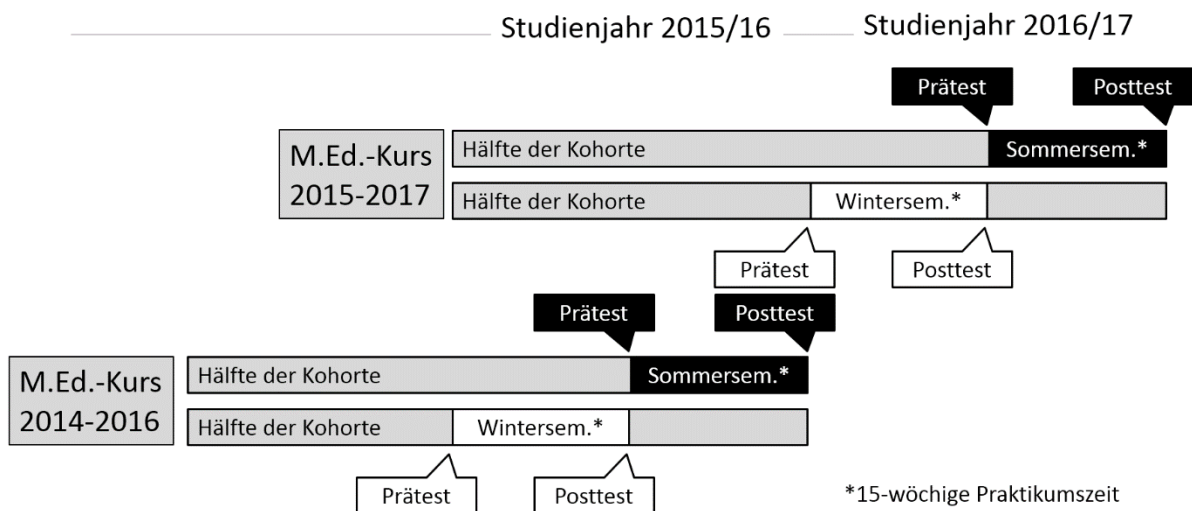 Studienjahr 2015/16 Studienjahr 2016/17
Prätest Posttest
M.Ed.-Kurs
2015-2017
Hälfte der Kohorte Sommersem.*
Hälfte der Kohorte Wintersem.*
Prätest Posttest
Prätest Posttest
M.Ed.-Kurs
2014-2016
Hälfte der Kohorte Sommersem.*
Hälfte der Kohorte Wintersem.*
Prätest Posttest
*15-wöchige Praktikumszeit